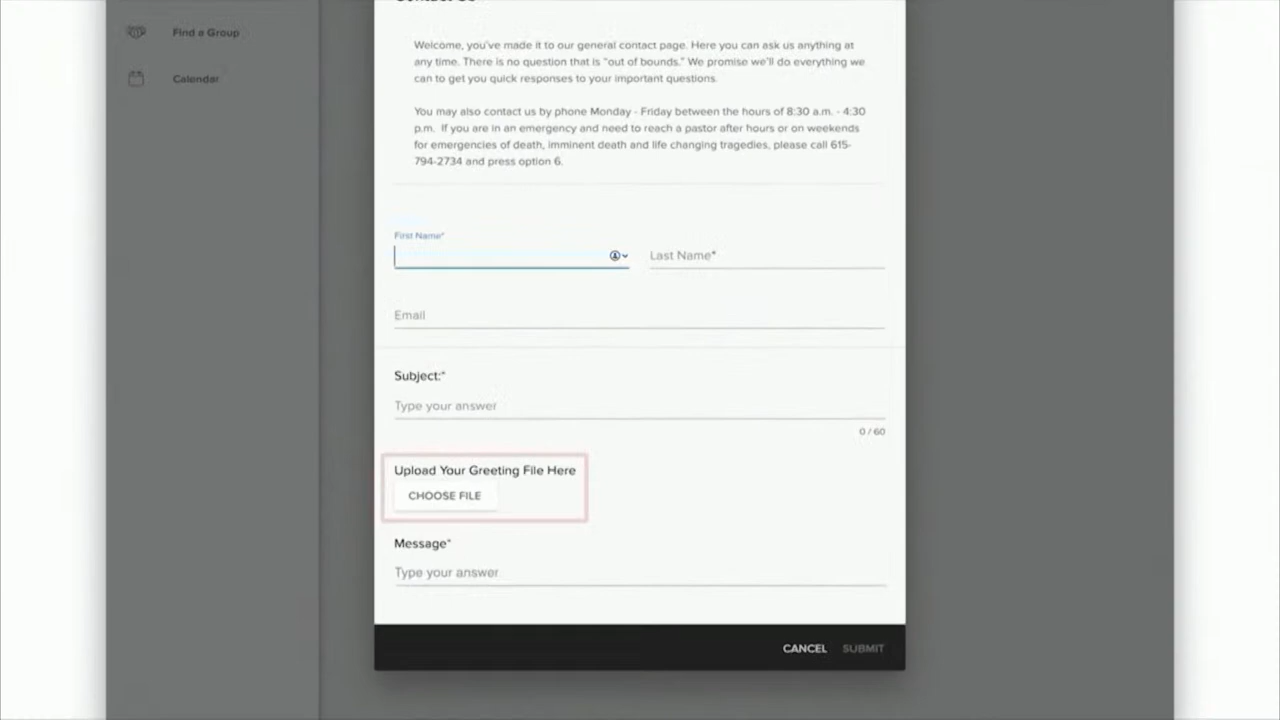 Find a Group
Calendar
Contact Us
Welcome, you've made it to our general contact page. Here you can ask us anything at
any time. There is no question that is "out of bounds." We promise we'll do everything we
can to get you quick responses to your important questions.
You may also contact us by phone Monday - Friday between the hours of 8:30 a.m. - 4:30
p.m. If you are in an emergency and need to reach a pastor after hours or on weekends
for emergencies of death, imminent death and life changing tragedies, please call 615-
794-2734 and press option 6.
First Name*
Last Name*
Email
Subject:*
Type your answer
0 / 60
Upload Your Greeting File Here
CHOOSE FILE
Message*
Type your answer
CANCEL SUBMIT